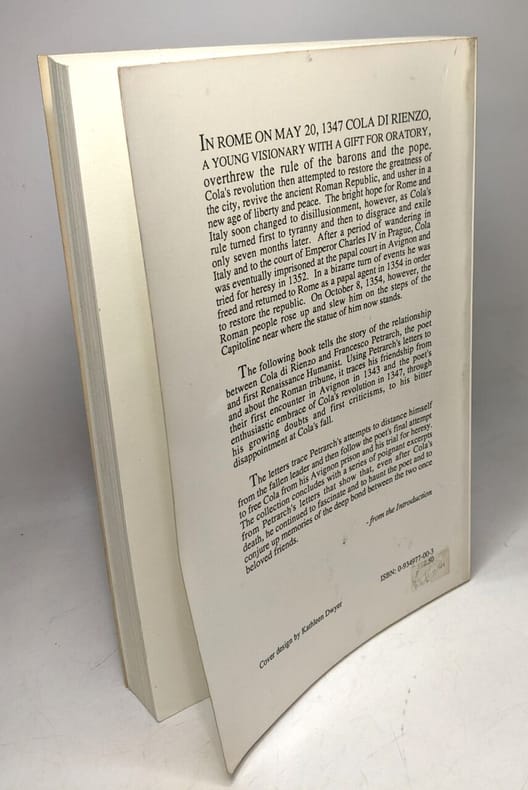 IN ROME ON MAY 20, 1347 COLA DI RIENZO,
A YOUNG VISIONARY WITH A GIFT FOR ORATORY,
overthrew the rule of the barons and the pope.
Cola's revolution then attempted to restore the greatness of
the city, revive the ancient Roman Republic, and usher in a
new age of liberty and peace. The bright hope for Rome and
Italy soon changed to disillusionment, however, as Cola's
rule turned first to tyranny and then to disgrace and exile
only seven months later. After a period of wandering in
Italy and to the court of Emperor Charles IV in Prague, Cola
was eventually imprisoned at the papal court in Avignon and
tried for heresy in 1352. In a bizarre turn of events he was
freed and returned to Rome as a papal agent in 1354 in order
to restore the republic. On October 8, 1354, however, the
Roman people rose up and slew him on the steps of the
Capitoline near where the statue of him now stands.
The following book tells the story of the relationship
between Cola di Rienzo and Francesco Petrarch, the poet
and first Renaissance Humanist. Using Petrarch's letters to
and about the Roman tribune, it traces his friendship from
their first encounter in Avignon in 1343 and the poet's
enthusiastic embrace of Cola's revolution in 1347, through
his growing doubts and first criticisms, to his bitter
disappointment at Cola's fall.
The letters trace Petrarch's attempts to distance himself
from the fallen leader and then follow the poet's final attempt
to free Cola from his Avignon prison and his trial for heresy.
The collection concludes with a series of poignant excerpts
from Petrarch's letters that show that, even after Cola's
death, he continued to fascinate and to haunt the poet and to
conjure up memories of the deep bond between the two once
beloved friends.
- from the Introduction
ISBN: 0-934977-00-3
Cover design by Kathleen Dwyer